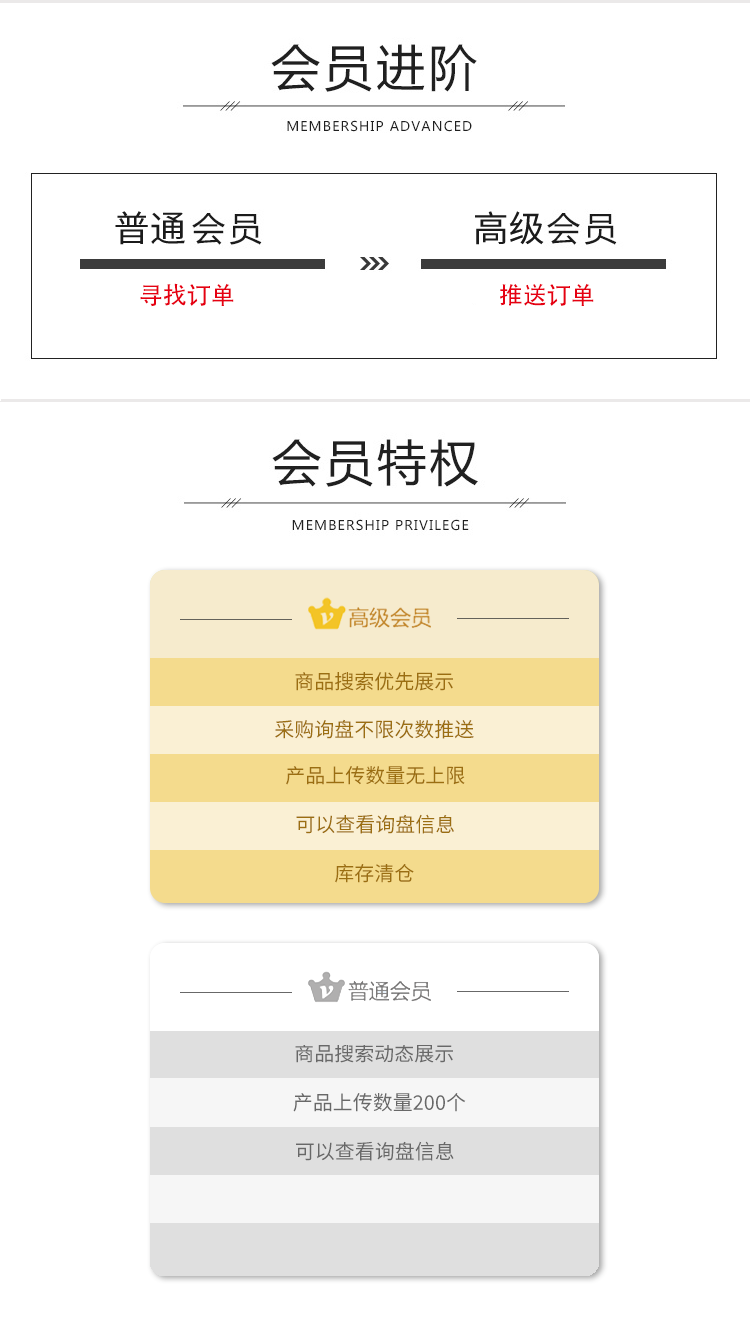 会员进阶
MEMBERSHIP ADVANCED
普通会员
高级会员
寻找订单
推送订单
会员特权
MEMBERSHIP PRIVILEGE
高级会员
商品搜索优先展示
采购询盘不限次数推送
产品上传数量无上限
可以查看询盘信息
库存清仓
普通会员
商品搜索动态展示
产品上传数量200个
可以查看询盘信息